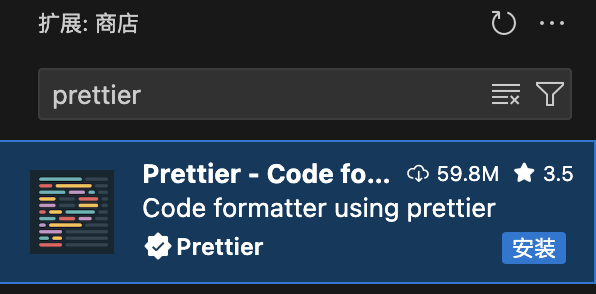 扩展: 商店
prettier
Prettier - Code fo... 59.8M 3.5
Code formatter using prettier
Prettier 安装